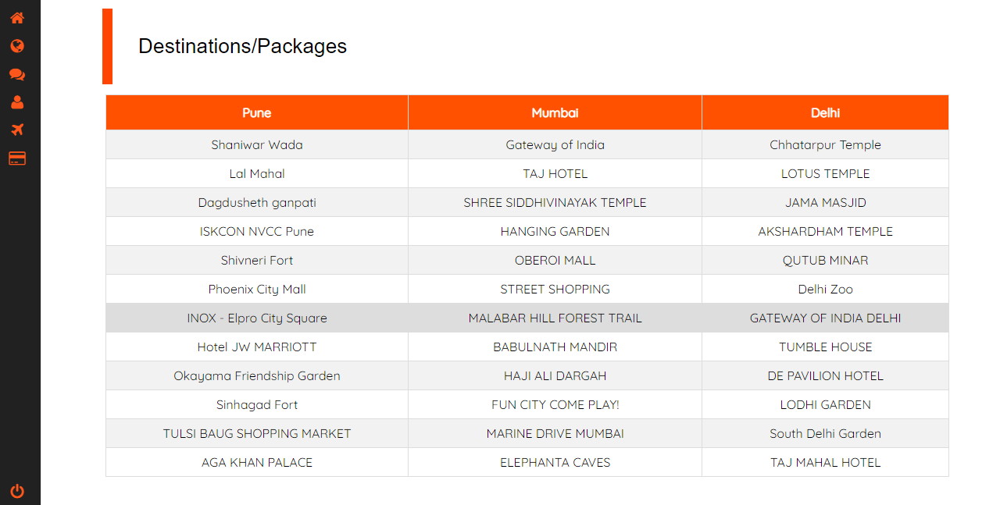 Destinations/Packages
Pune Mumbai Delhi
Shaniwar Wada Gateway of India Chhatarpur Temple
Lal Mahal TAJ HOTEL LOTUS TEMPLE
Dagdusheth ganpati SHREE SIDDHIVINAYAK TEMPLE JAMA MASJID
ISKCON NVCC Pune HANGING GARDEN AKSHARDHAM TEMPLE
Shivneri Fort OBEROI MALL QUTUB MINAR
Phoenix City Mall STREET SHOPPING Delhi Zoo
INOX - Elpro City Square MALABAR HILL FOREST TRAIL GATEWAY OF INDIA DELHI
Hotel JW MARRIOTT BABULNATH MANDIR TUMBLE HOUSE
Okayama Friendship Garden HAJI ALI DARGAH DE PAVILION HOTEL
Sinhagad Fort FUN CITY COME PLAY! LODHI GARDEN
TULSI BAUG SHOPPING MARKET MARINE DRIVE MUMBAI South Delhi Garden
AGA KHAN PALACE ELEPHANTA CAVES TAJ MAHAL HOTEL